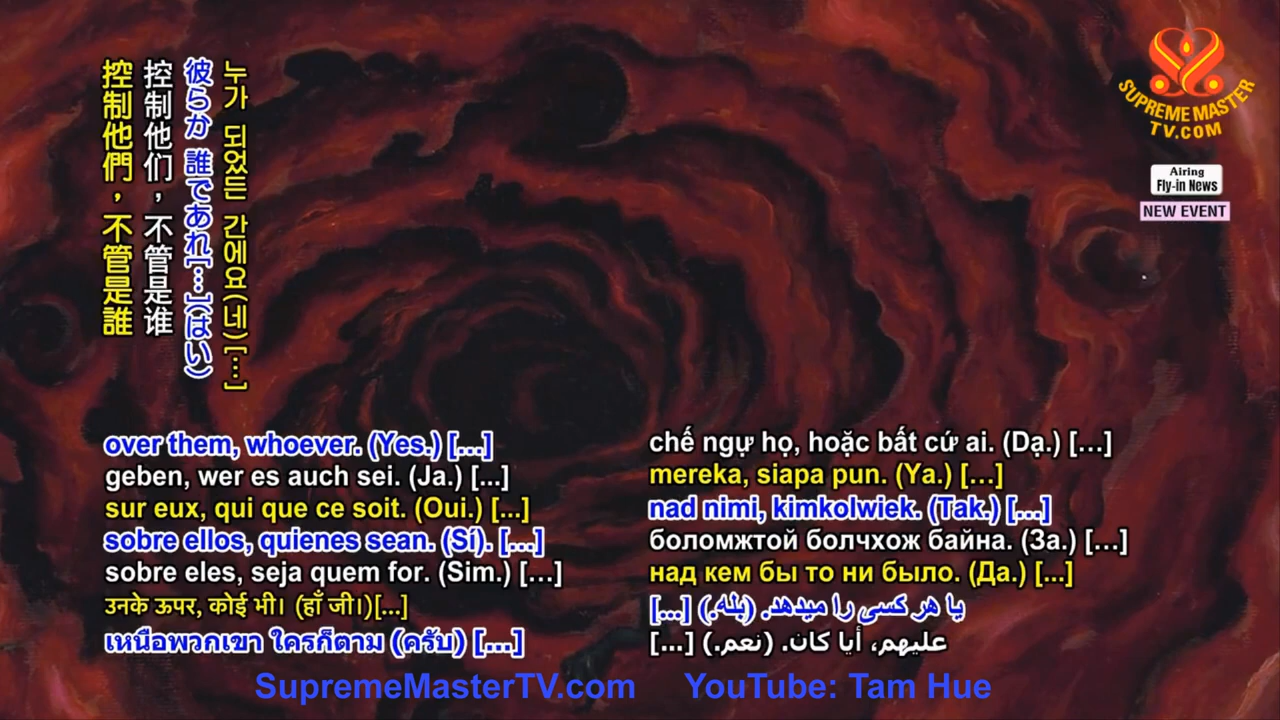 控制他們，不管是誰
控制他们，不管是谁
彼らか 誰であれ[…](はい)
누가 되었든 간에요(네)[…]
SUPREME MASTER
TV.COM
Airing
Fly-in News
NEW EVENT
over them, whoever. (Yes.) […]
geben, wer es auch sei. (Ja.) [...]
sur eux, qui que ce soit. (Oui.) [...]
sobre ellos, quienes sean. (Sí). […]
sobre eles, seja quem for. (Sim.) […]
उनके ऊपर, कोई भी। (हाँ जी।)[...]
เหนือพวกเขา ใครก็ตาม (ครับ) […]
chế ngự họ, hoặc bất cứ ai. (Dạ.) […]
mereka, siapa pun. (Ya.) […]
nad nimi, kimkolwiek. (Tak.) […]
боломжтой болчхож байна. (За.) […]
над кем бы то ни было. (Да.) [...]
یا هر کسی را میدهد. (بله.) [...]
عليهم، أيا كان. (نعم.) [...]
SupremeMasterTV.com YouTube: Tam Hue